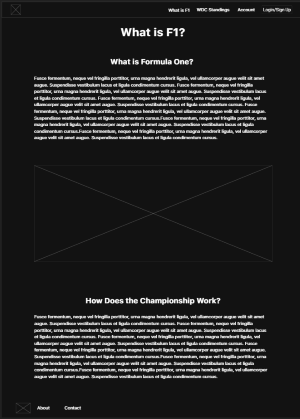 What is F1
WDC Standings
Account
Login/Sign Up
What is F1?
What is Formula One?
Fusce fermentum, neque vel fringilla porttitor, urna magna hendrerit ligula, vel ullamcorper augue velit sit amet
augue. Suspendisse vestibulum lacus et ligula condimentum cursus. Fusce fermentum, neque vel fringilla
porttitor, urna magna hendrerit ligula, vel ullamcorper augue velit sit amet augue. Suspendisse vestibulum lacus
et ligula condimentum cursus. Fusce fermentum, neque vel fringilla porttitor, urna magna hendrerit ligula, vel
ullamcorper augue velit sit amet augue. Suspendisse vestibulum lacus et ligula condimentum cursus. Fusce
fermentum, neque vel fringilla porttitor, urna magna hendrerit ligula, vel ullamcorper augue velit sit amet augue.
Suspendisse vestibulum lacus et ligula condimentum cursus.Fusce fermentum, neque vel fringilla porttitor, urna
magna hendrerit ligula, vel ullamcorper augue velit sit amet augue. Suspendisse vestibulum lacus et ligula
condimentum cursus.Fusce fermentum, neque vel fringilla porttitor, urna magna hendrerit ligula, vel ullamcorper
augue velit sit amet augue. Suspendisse vestibulum lacus et ligula condimentum cursus.
How Does the Championship Work?
Fusce fermentum, neque vel fringilla porttitor, urna magna hendrerit ligula, vel ullamcorper augue velit sit amet
augue. Suspendisse vestibulum lacus et ligula condimentum cursus. Fusce fermentum, neque vel fringilla
porttitor, urna magna hendrerit ligula, vel ullamcorper augue velit sit amet augue. Suspendisse vestibulum lacus
et ligula condimentum cursus. Fusce fermentum, neque vel fringilla porttitor, urna magna hendrerit ligula, vel
ullamcorper augue velit sit amet augue. Suspendisse vestibulum lacus et ligula condimentum cursus. Fusce
fermentum, neque vel fringilla porttitor, urna magna hendrerit ligula, vel ullamcorper augue velit sit amet augue.
Suspendisse vestibulum lacus et ligula condimentum cursus.Fusce fermentum, neque vel fringilla porttitor, urna
magna hendrerit ligula, vel ullamcorper augue velit sit amet augue. Suspendisse vestibulum lacus et ligula
condimentum cursus.Fusce fermentum, neque vel fringilla porttitor, urna magna hendrerit ligula, vel ullamcorper
augue velit sit amet augue. Suspendisse vestibulum lacus et ligula condimentum cursus.
About
Contact